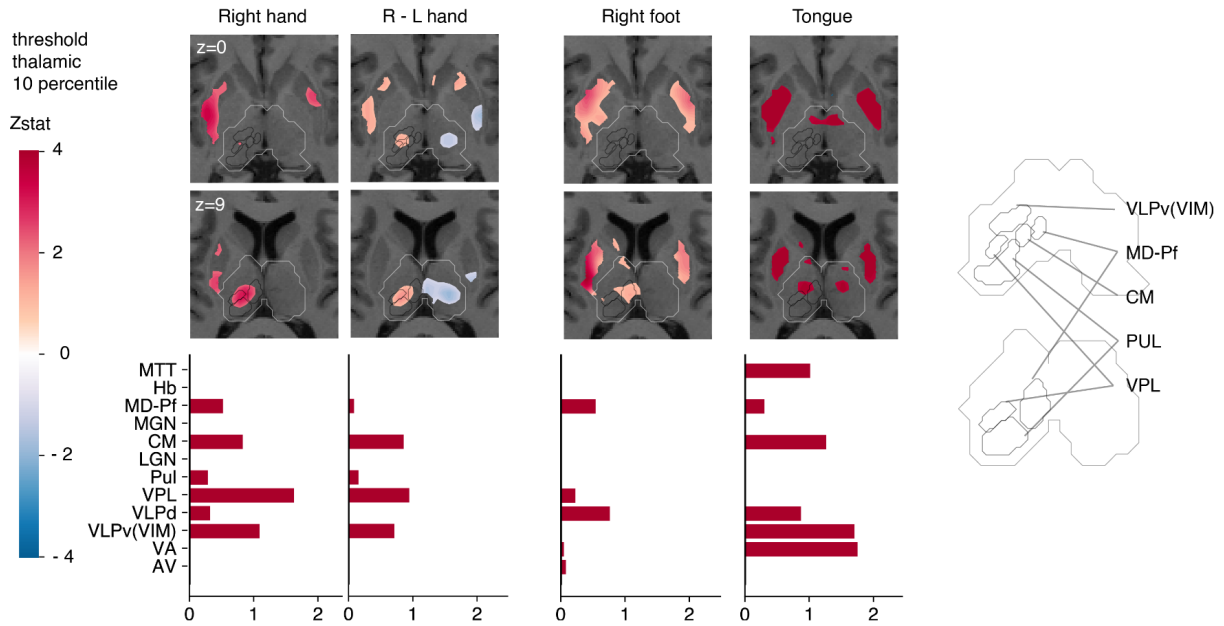 Right hand
R - L hand
Right foot
Tongue
threshold
thalamic
10 percentile
z=0
z=9
Zstat
4
2
0
- 2
- 4
VLPv(VIM)
MD-Pf
CM
PUL
VPL
MTT
Hb
MD-Pf
MGN
CM
LGN
Pul
VPL
VLPd
VLPv(VIM)
VA
AV
0 1 2
0 1 2
0 1 2
0 1 2